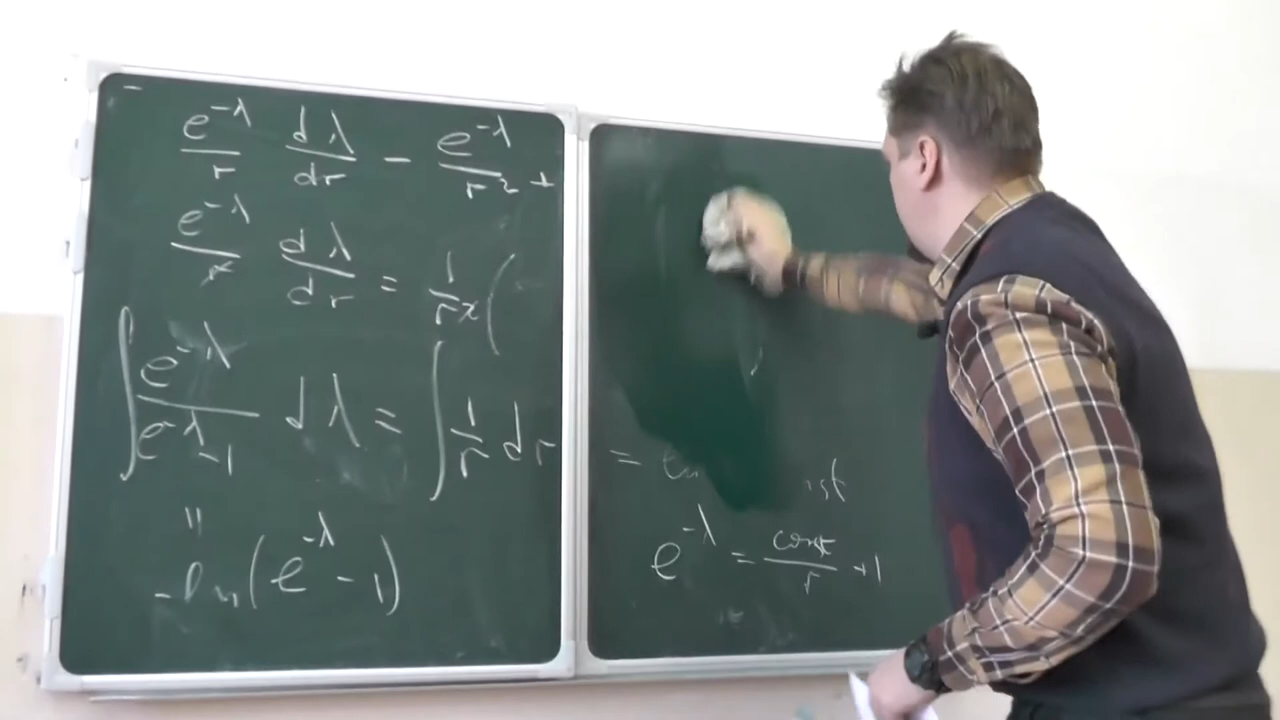 e^{-λ}/r dλ/dr - e^{-λ}/r² +
e^{-λ}/r dλ/dr = 1/r² (
∫ e^{-λ}/(e^{-λ}-1) dλ = ∫ 1/r dr
"
-ln(e^{-λ} - 1)
=
e^{-λ} = const/r + 1